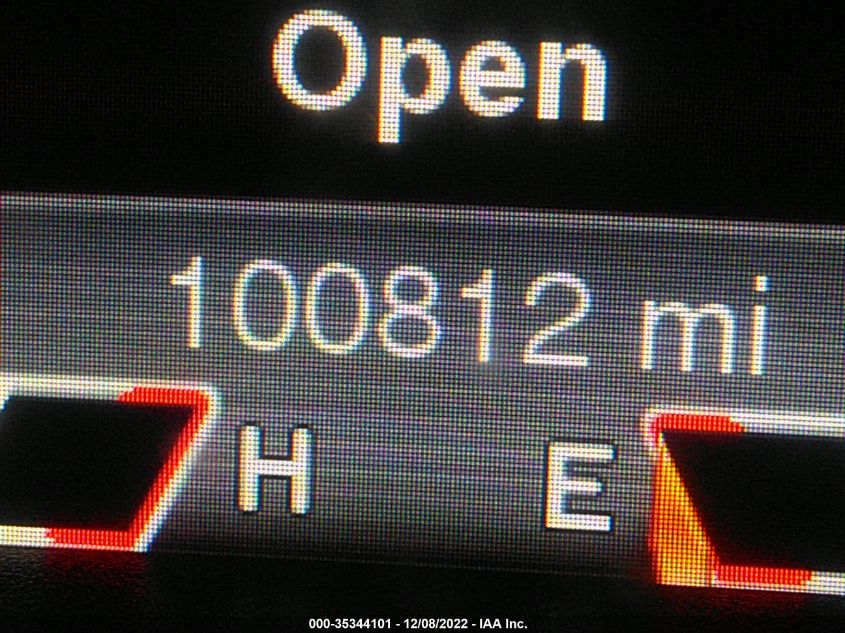 Open
100812 mi
H E
000-35344101 - 12/08/2022 - IAA Inc.